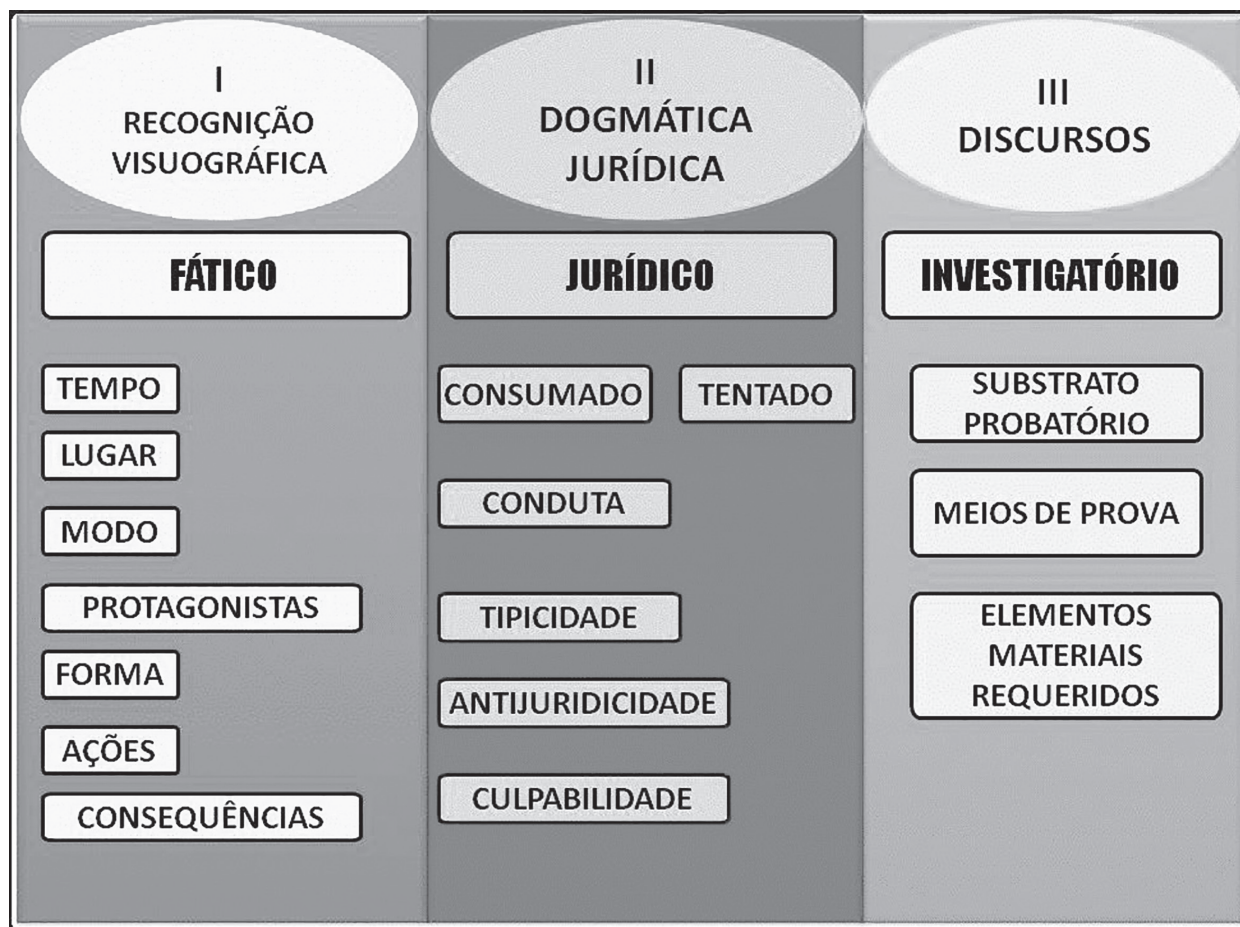 I
RECOGNIÇÃO
VISUOGRÁFICA
FÁTICO
TEMPO
LUGAR
MODO
PROTAGONISTAS
FORMA
AÇÕES
CONSEQUÊNCIAS
II
DOGMÁTICA
JURÍDICA
JURÍDICO
CONSUMADO
TENTADO
CONDUTA
TIPICIDADE
ANTIJURIDICIDADE
CULPABILIDADE
III
DISCURSOS
INVESTIGATÓRIO
SUBSTRATO
PROBATÓRIO
MEIOS DE PROVA
ELEMENTOS
MATERIAIS
REQUERIDOS